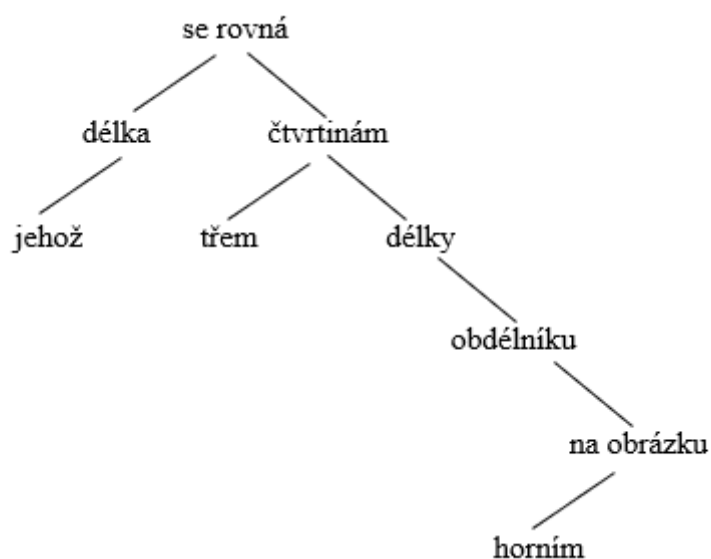 se rovná
délka čtvrtinám
jehož třem délky
obdélníku
na obrázku
horním